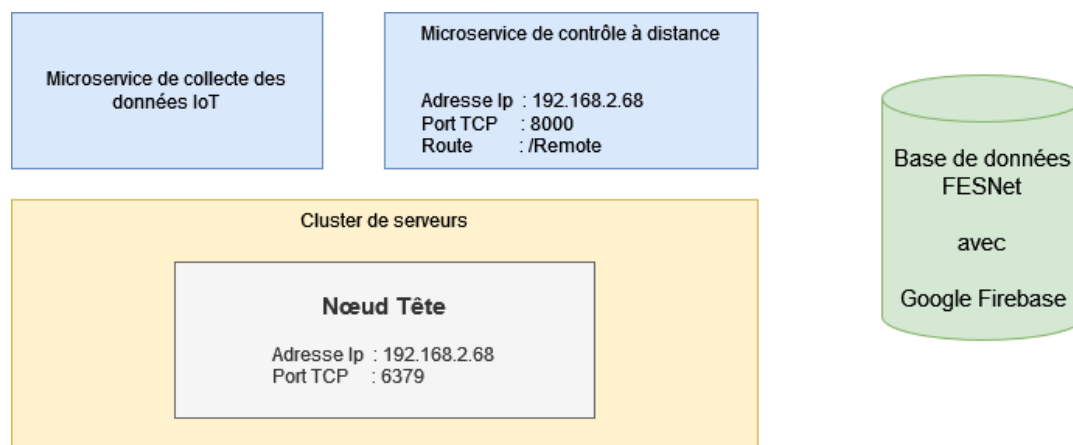 Microservice de collecte des
données IoT
Microservice de contrôle à distance
Adresse Ip : 192.168.2.68
Port TCP : 8000
Route : /Remote
Cluster de serveurs
Nœud Tête
Adresse Ip : 192.168.2.68
Port TCP : 6379
Base de données
FESNet
avec
Google Firebase